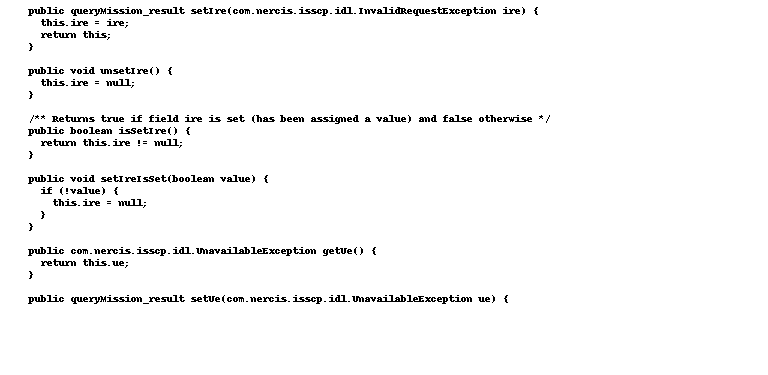 public queryMission_result setIre(com.nercis.isscp.idl.InvalidRequestException ire) {
this.ire = ire;
return this;
}
public void unsetIre() {
this.ire = null;
}
/** Returns true if field ire is set (has been assigned a value) and false otherwise */
public boolean isSetIre() {
return this.ire != null;
}
public void setIreIsSet(boolean value) {
if (!value) {
this.ire = null;
}
}
public com.nercis.isscp.idl.UnavailableException getUe() {
return this.ue;
}
public queryMission_result setUe(com.nercis.isscp.idl.UnavailableException ue) {